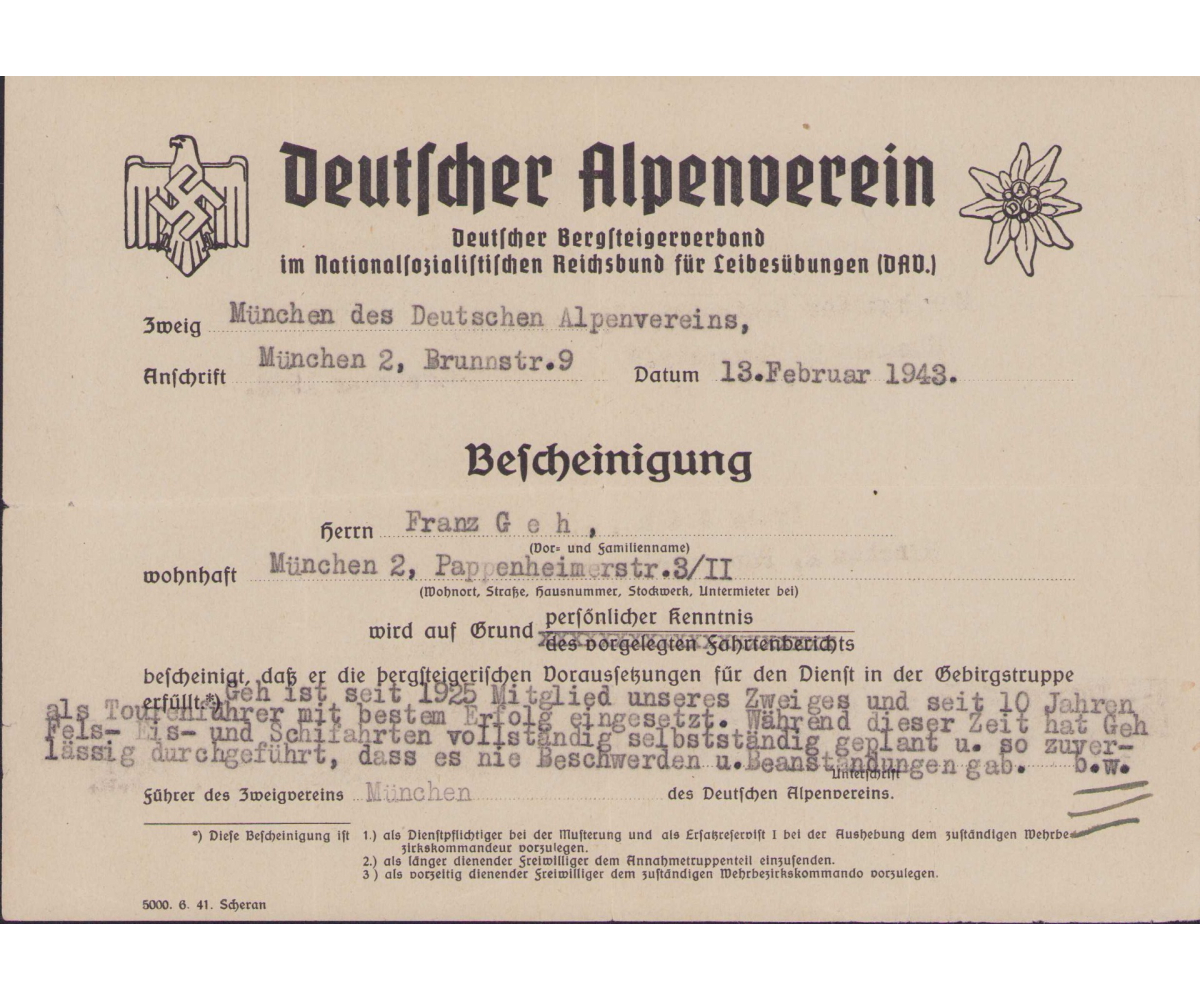 Deutscher Alpenverein
A D V
Deutscher Bergsteigerverband
im Nationalsozialistischen Reichsbund für Leibesübungen (DAV.)
Zweig München des Deutschen Alpenvereins,
Anschrift München 2, Brunnstr.9 Datum 13.Februar 1943.
Bescheinigung
Herrn Franz G e h ,
(Vor- und Familienname)
wohnhaft München 2, Pappenheimerstr.3/II
(Wohnort, Straße, Hausnummer, Stockwerk, Untermieter bei)
persönlicher Kenntnis
wird auf Grund
des vorgelegten Fahrtenberichts
bescheinigt, daß er die bergsteigerischen Voraussetzungen für den Dienst in der Gebirgstruppe
erfüllt.*) Geh ist seit 1925 Mitglied unseres Zweiges und seit 10 Jahren
als Tourenführer mit bestem Erfolg eingesetzt. Während dieser Zeit hat Geh
Fels- Eis- und Schifahrten vollständig selbstständig geplant u. so zuver-
lässig durchgeführt, dass es nie Beschwerden u.Beanstandungen gab. b.w.
Unterschrift
Führer des Zweigvereins München des Deutschen Alpenvereins.
*) Diese Bescheinigung ist 1.) als Dienstpflichtiger bei der Musterung und als Ersatzreservist I bei der Aushebung dem zuständigen Wehrbe-
zirkskommandeur vorzulegen.
2.) als länger dienender Freiwilliger dem Annahmetruppenteil einzusenden.
3 ) als vorzeitig dienender Freiwilliger dem zuständigen Wehrbezirkskommando vorzulegen.
5000. 6. 41. Scheran